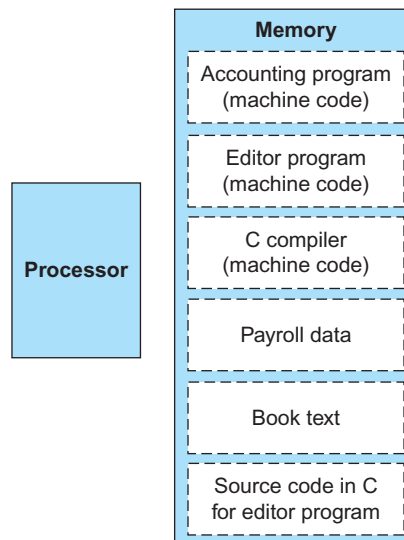 Memory
Accounting program
(machine code)
Editor program
(machine code)
C compiler
(machine code)
Processor
Payroll data
Book text
Source code in C
for editor program